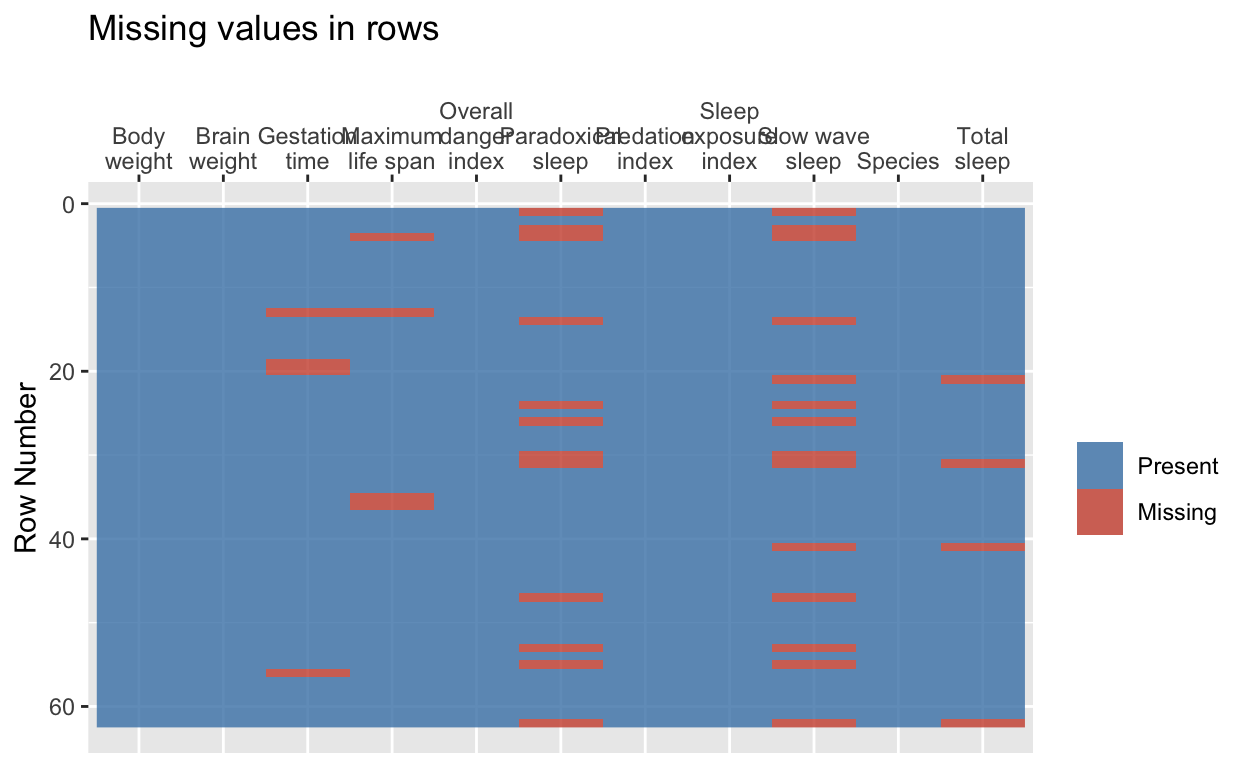 Missing values in rows
Overall Sleep
Body Brain Gestation Maximum danger Paradoxical Predation exposure Slow wave Total
weight weight time life span index sleep index index sleep Species sleep
0
20
40
60
Row Number
Present
Missing